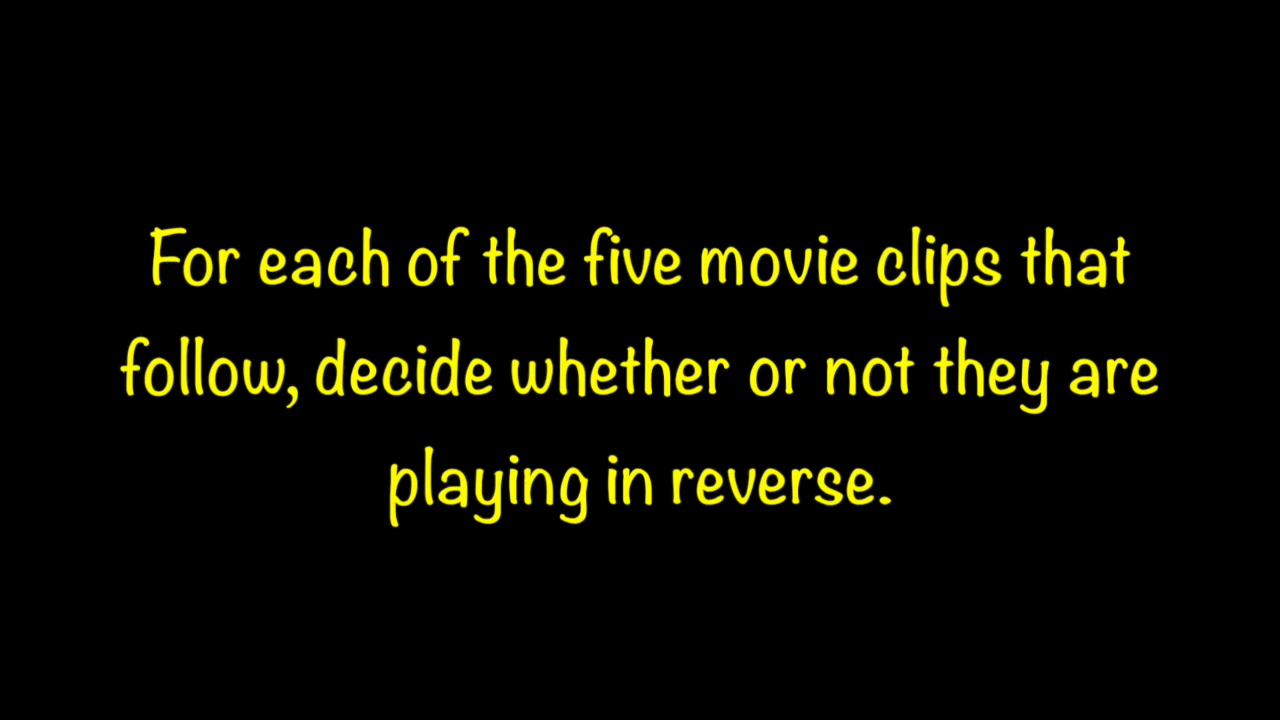 For each of the five movie clips that
follow, decide whether or not they are
playing in reverse.